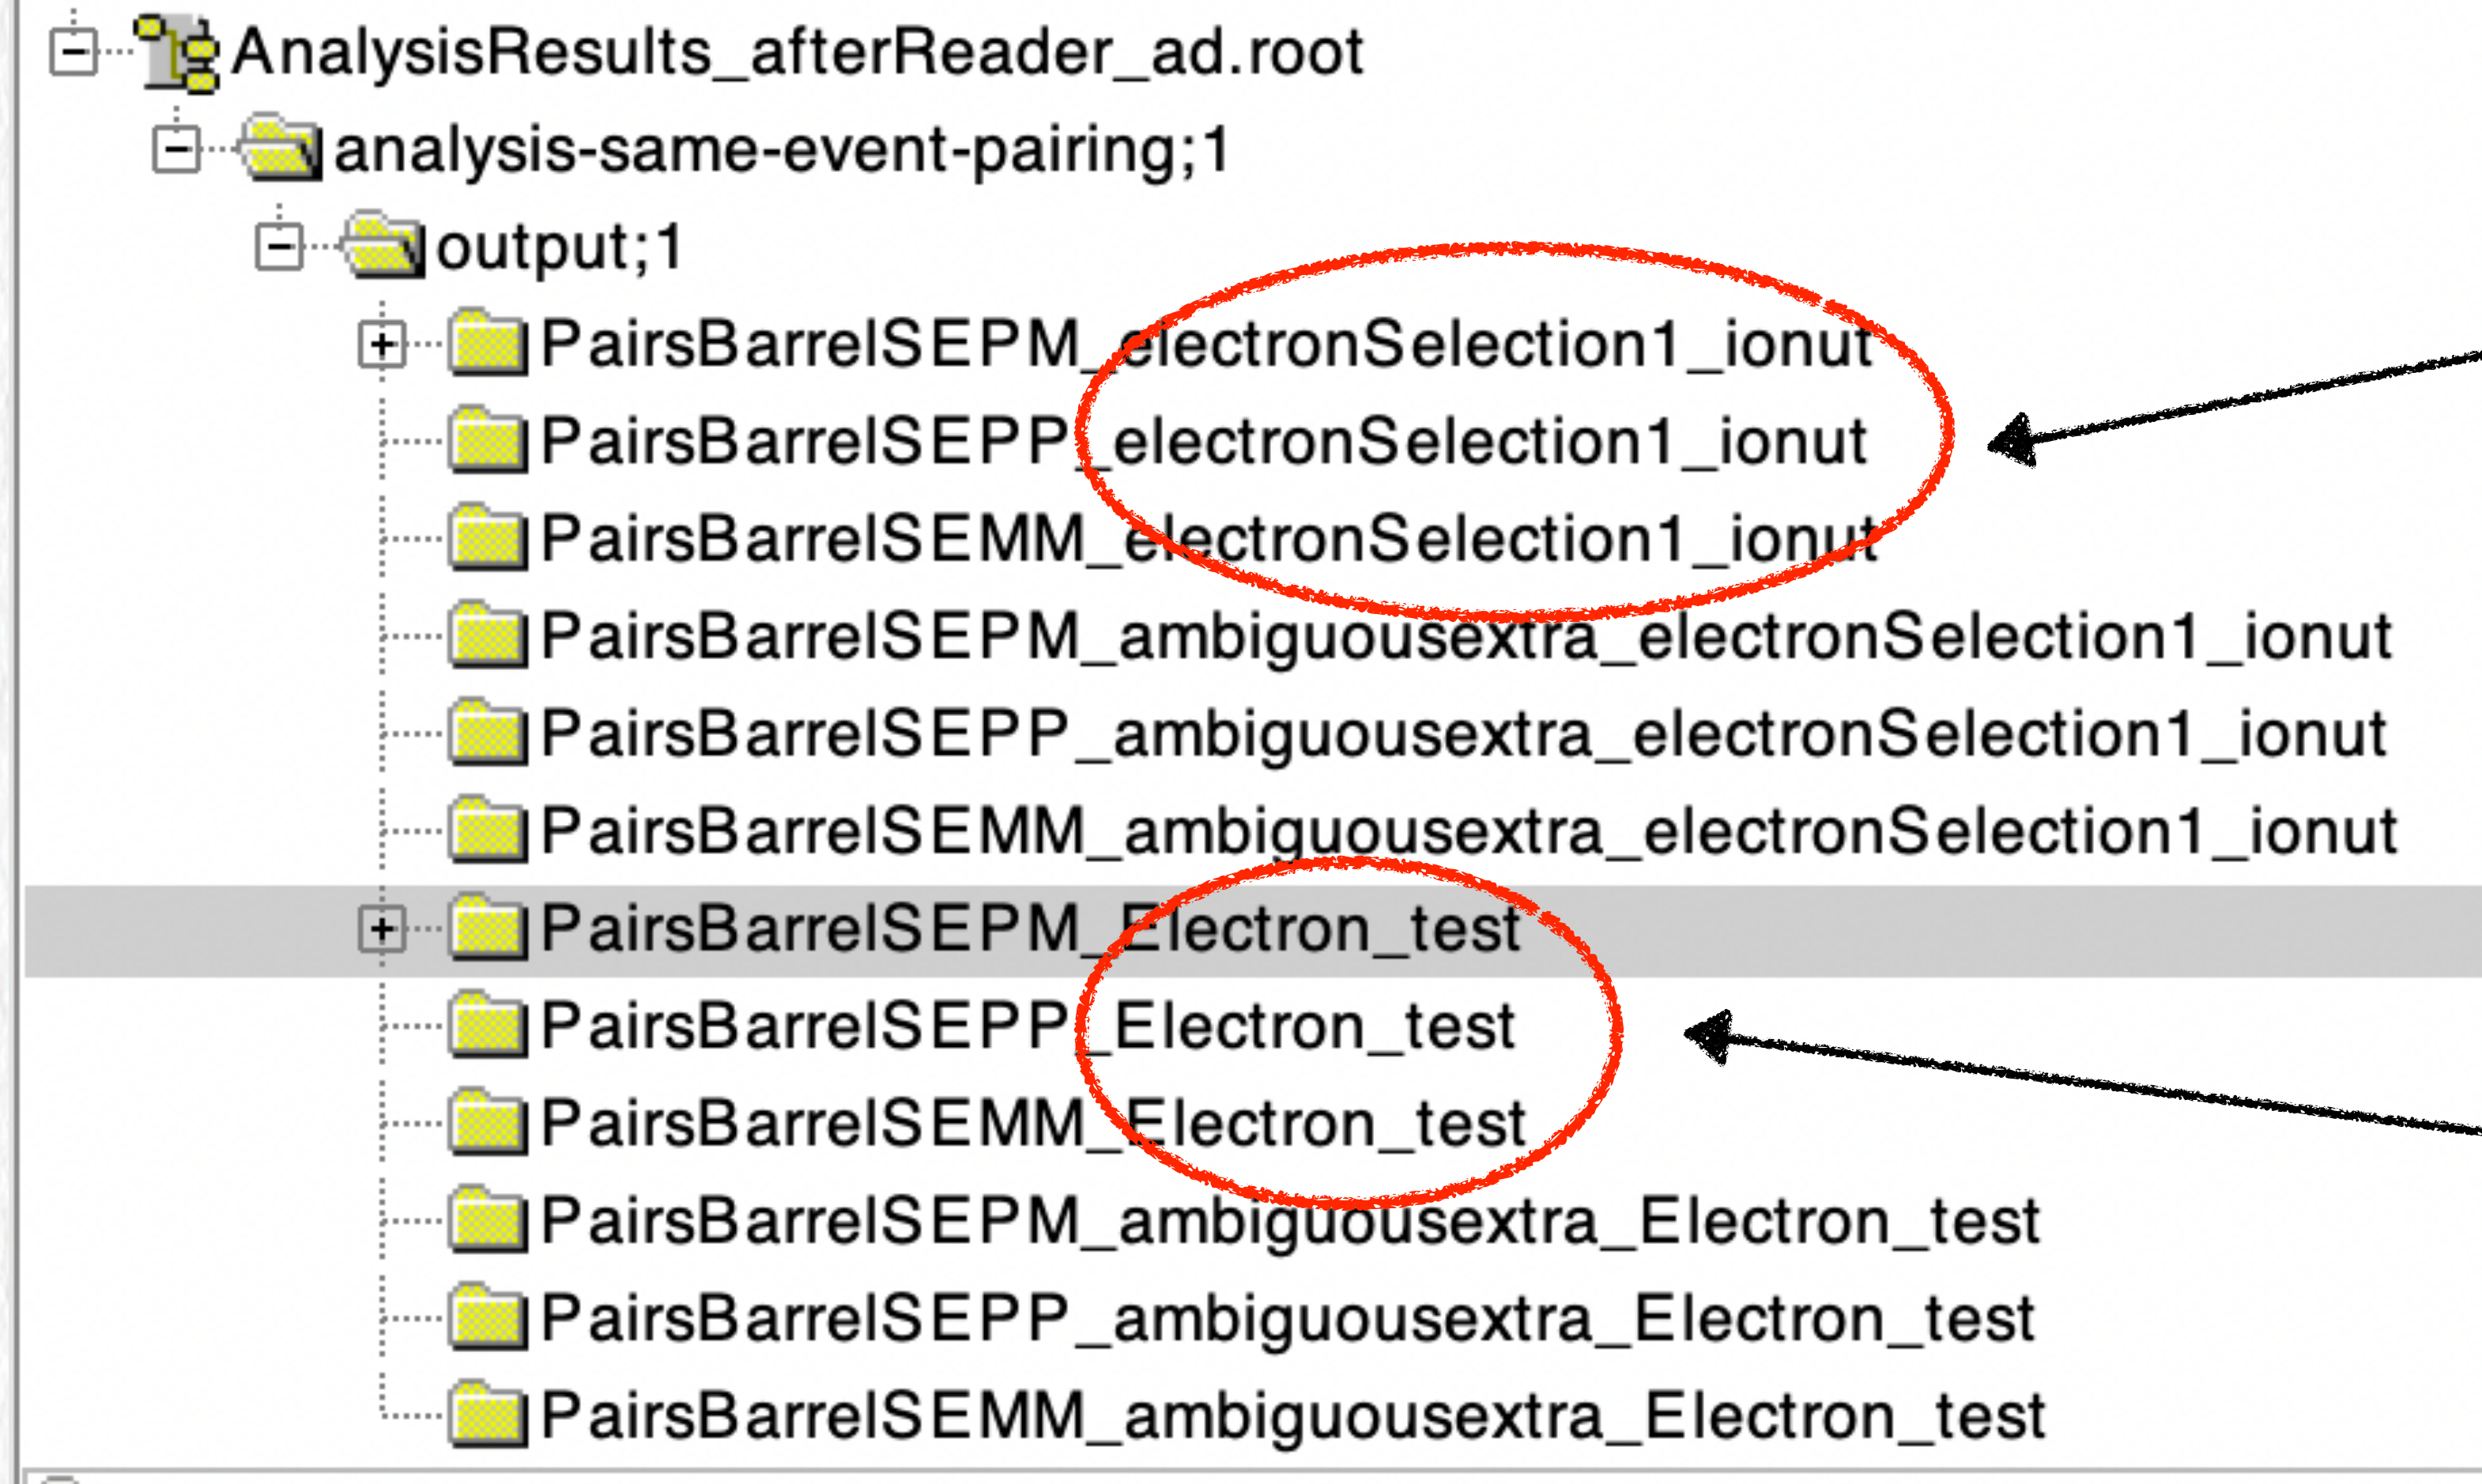 AnalysisResults_afterReader_ad.root
analysis-same-event-pairing;1
output;1
PairsBarrelSEPM_electronSelection1_ionut
PairsBarrelSEPP_electronSelection1_ionut
PairsBarrelSEMM_electronSelection1_ionut
PairsBarrelSEPM_ambiguousextra_electronSelection1_ionut
PairsBarrelSEPP_ambiguousextra_electronSelection1_ionut
PairsBarrelSEMM_ambiguousextra_electronSelection1_ionut
PairsBarrelSEPM_Electron_test
PairsBarrelSEPP_Electron_test
PairsBarrelSEMM_Electron_test
PairsBarrelSEPM_ambiguousextra_Electron_test
PairsBarrelSEPP_ambiguousextra_Electron_test
PairsBarrelSEMM_ambiguousextra_Electron_test